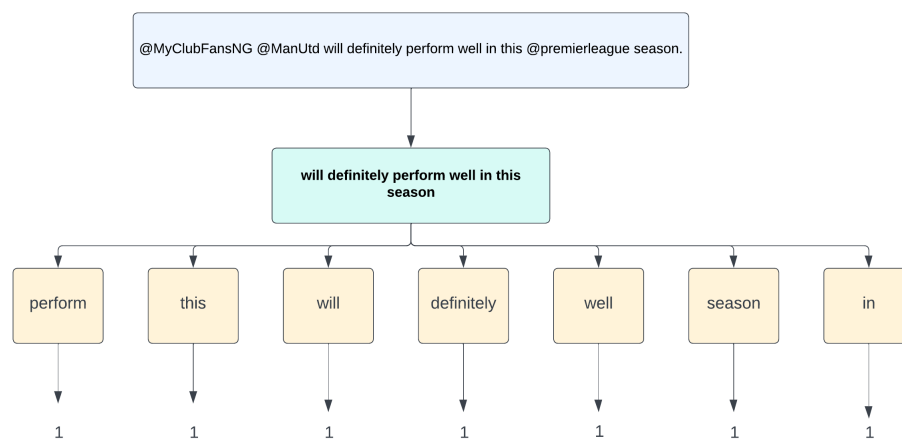 @MyClubFansNG @ManUtd will definitely perform well in this @premierleague season.
will definitely perform well in this
season
perform this will definitely well season in
1 1 1 1 1 1 1